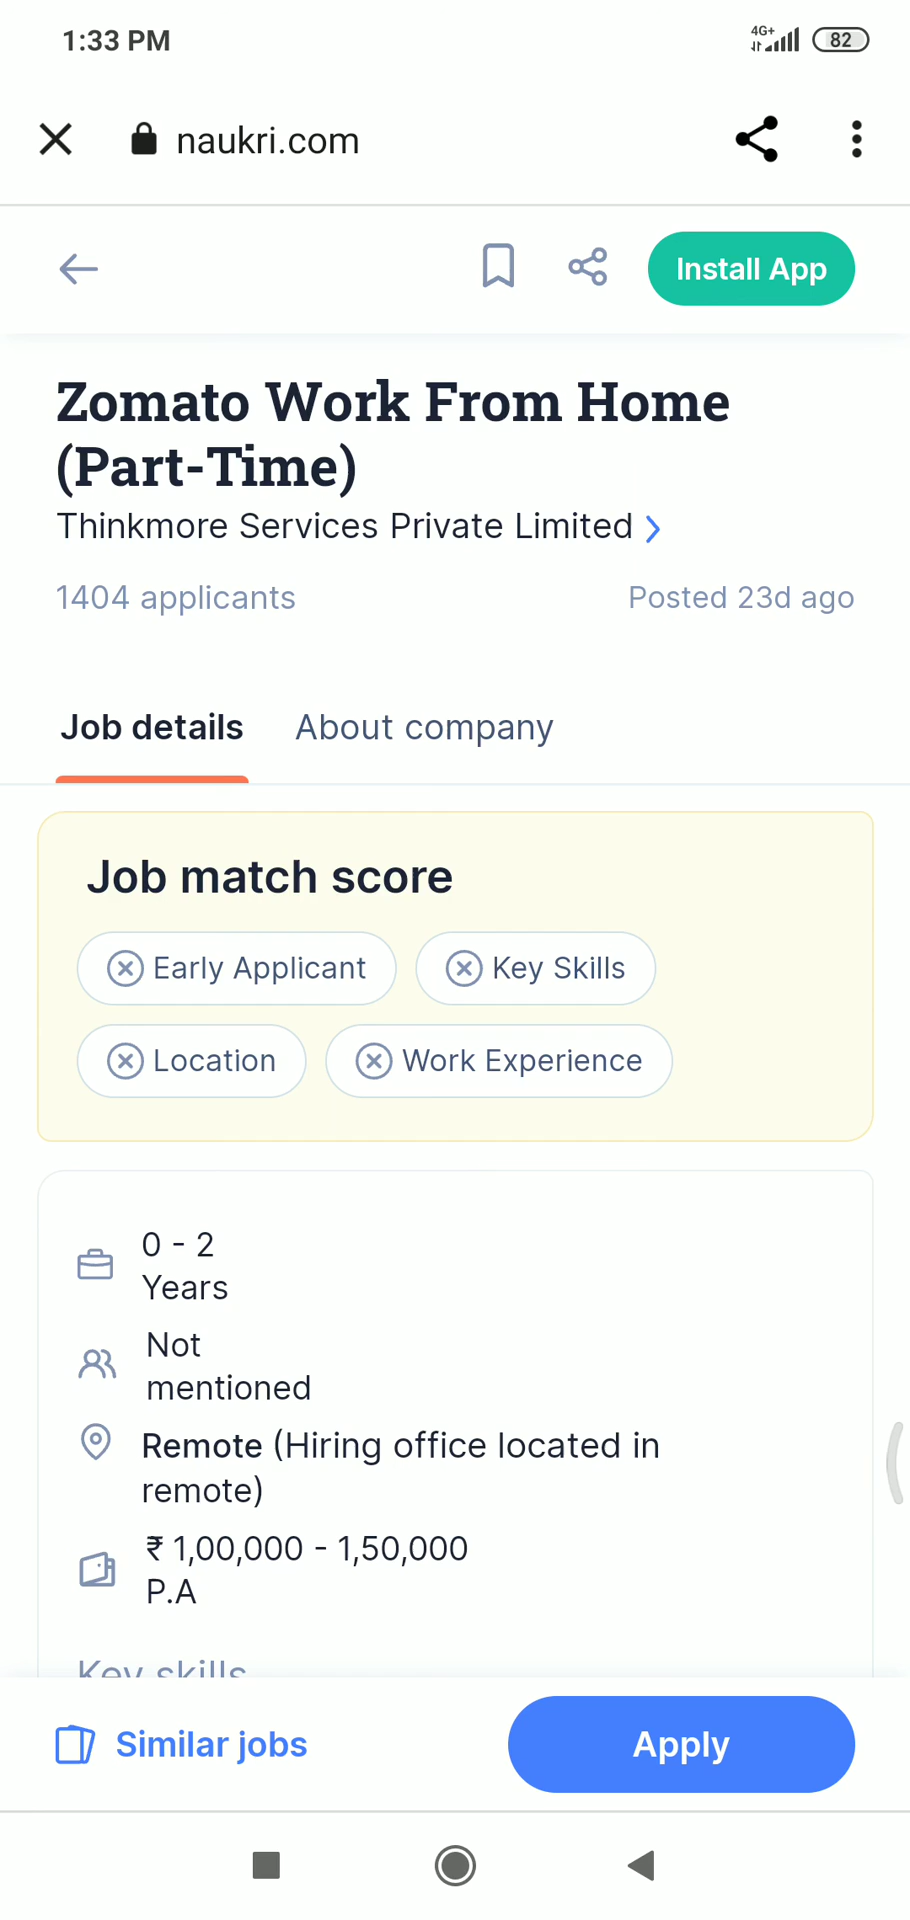 1:33 PM
4G+
82
naukri.com
Install App
Zomato Work From Home
(Part-Time)
Thinkmore Services Private Limited
1404 applicants
Posted 23d ago
Job details
About company
Job match score
Early Applicant
Key Skills
Location
Work Experience
0 - 2
Years
Not
mentioned
Remote (Hiring office located in
remote)
₹ 1,00,000 - 1,50,000
P.A
Key skills
Similar jobs
Apply